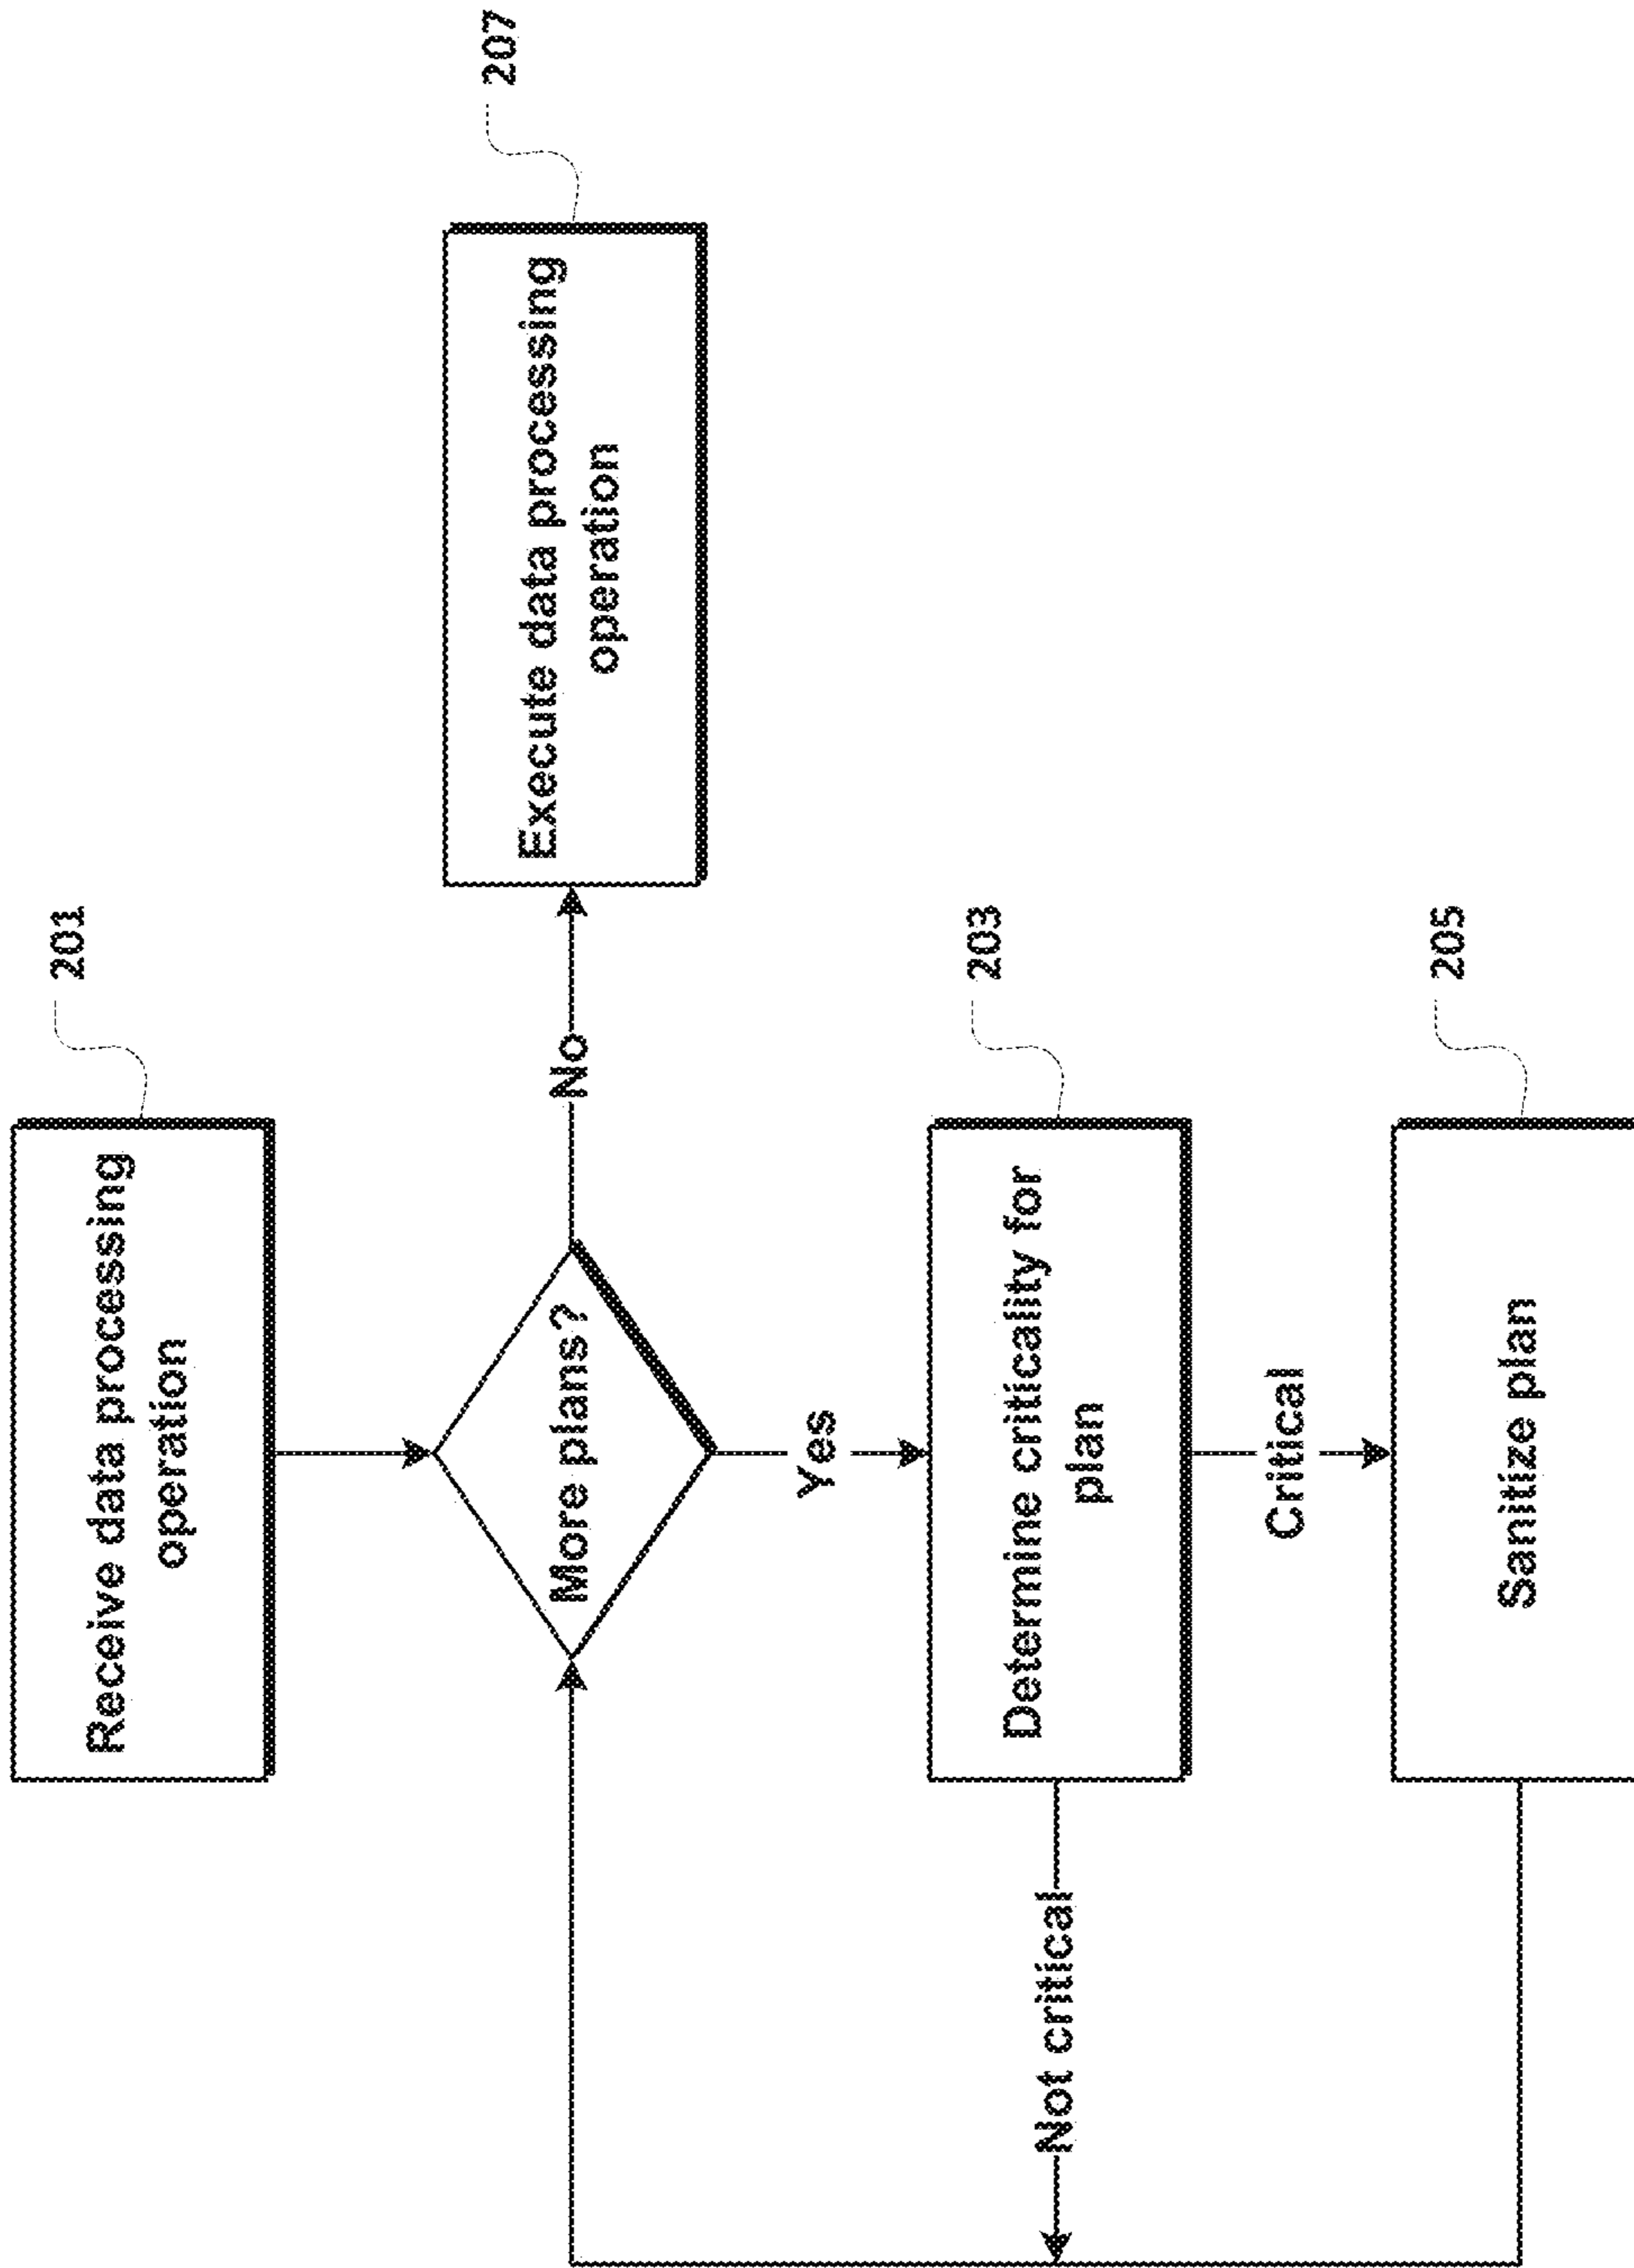 Receive data processing
operation
201
More plans?
No
Execute data processing
operation
207
Yes
Determine criticality for
plan
203
Not critical
Critical
Sanitize plan
205